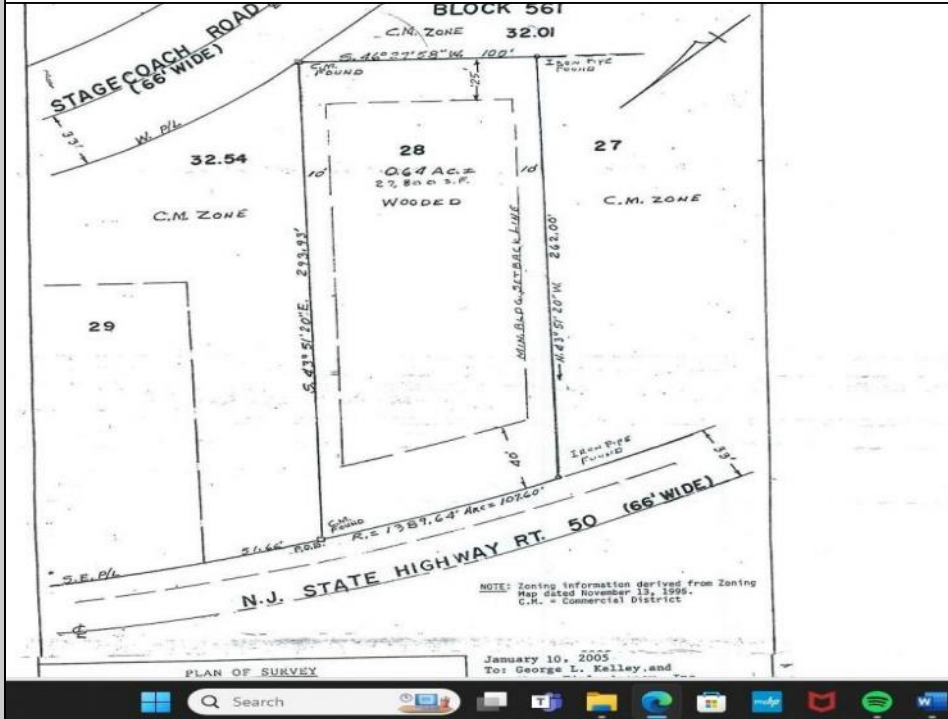 BLOCK 561
C.M. ZONE 32.01
STAGECOACH ROAD
(66' WIDE)
S. 46° 27' 58" W. 100'
C.M. FOUND
IRON PIPE FOUND
25'
33'
W. P/L
32.54
C.M. ZONE
28
0.64 Ac.±
27,800 S.F.
WOODED
10'
10'
27
C.M. ZONE
S. 43° 51' 20" E. 293.93'
MIN. BLDG. SETBACK LINE
N. 43° 51' 20" W. 262.00'
29
40'
IRON PIPE FOUND
33'
C.M. FOUND
51.66'
P.O.B.
R. = 1389.64' ARC = 107.60'
S.E. P/L
N.J. STATE HIGHWAY RT. 50 (66' WIDE)
NOTE: Zoning information derived from Zoning
Map dated November 13, 1995.
C.M. = Commercial District
PLAN OF SURVEY
January 10, 2005
To: George L. Kelley, and
Search